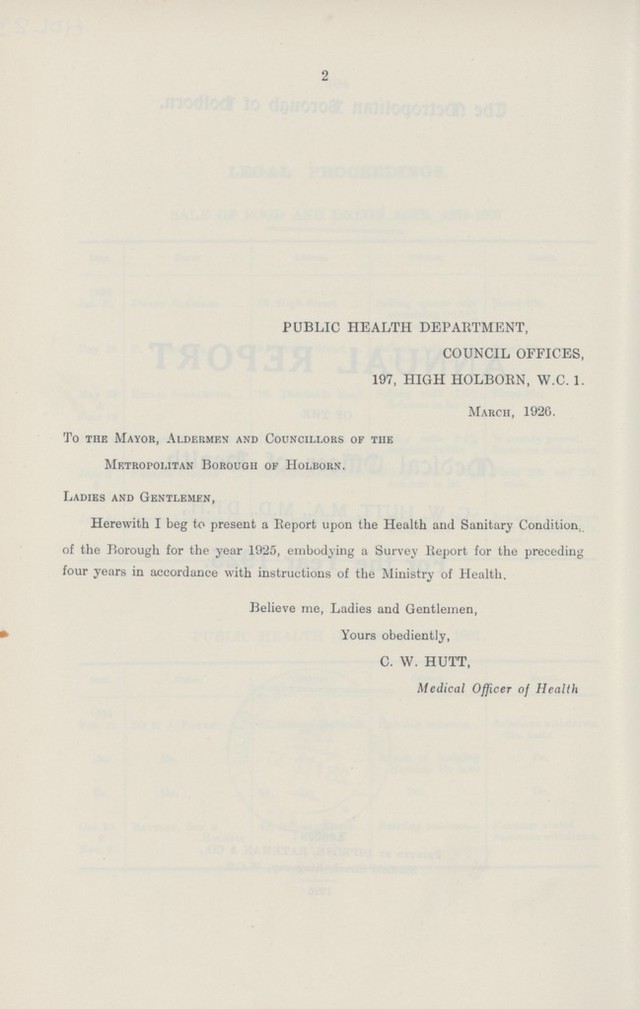 2
PUBLIC HEALTH DEPARTMENT,
COUNCIL OFFICES,
197, HIGH HOLBORN, W.C. 1.
MARCH, 1926.
TO THE MAYOR, ALDERMEN AND COUNCILLORS OF THE
METROPOLITAN BOROUGH OF HOLBORN.
LADIES AND GENTLEMEN,
Herewith I beg to present a Report upon the Health and Sanitary Condition,
of the Borough for the year 1925, embodying a Survey Report for the preceding
four years in accordance with instructions of the Ministry of Health.
Believe me, Ladies and Gentlemen,
Yours obediently,
C. W. HUTT,
Medical Officer of Health